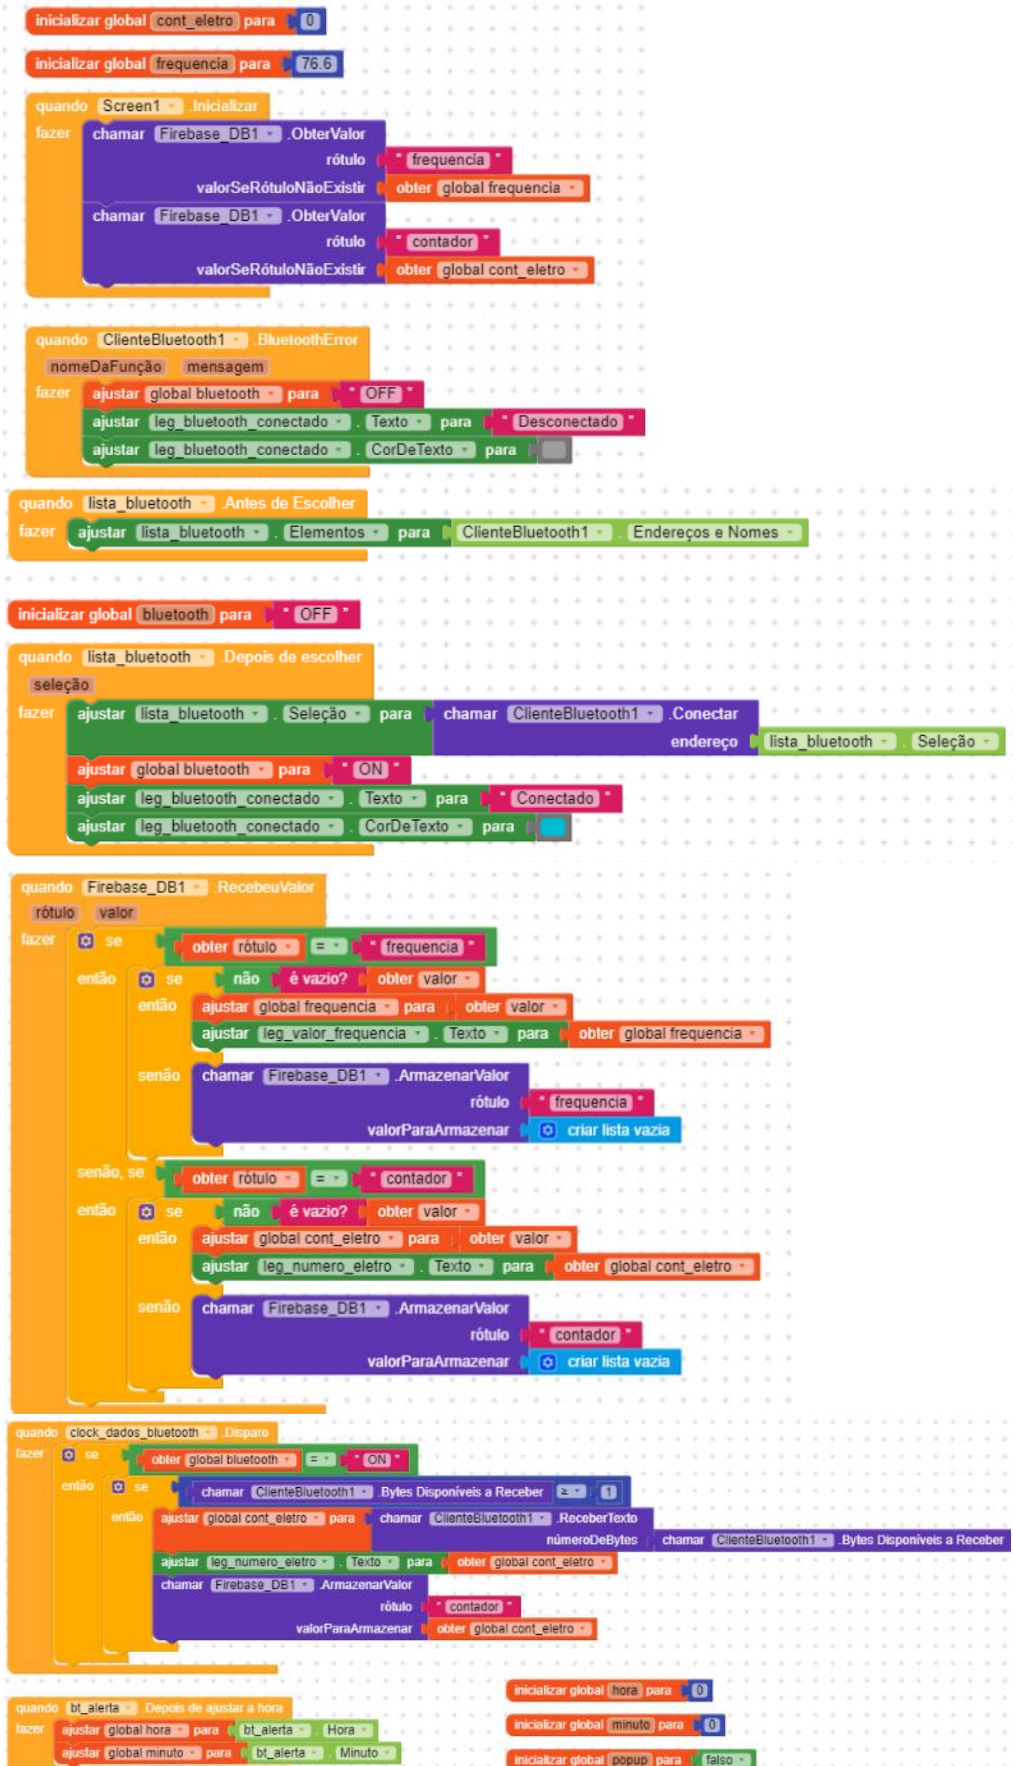 inicializar global cont_eletro para 0
inicializar global frequencia para 76.6
quando Screen1 .Inicializar
fazer chamar Firebase_DB1 .ObterValor
rótulo " frequencia "
valorSeRótuloNãoExistir obter global frequencia
chamar Firebase_DB1 .ObterValor
rótulo " contador "
valorSeRótuloNãoExistir obter global cont_eletro
quando ClienteBluetooth1 .BluetoothError
nomeDaFunção mensagem
fazer ajustar global bluetooth para " OFF "
ajustar leg_bluetooth_conectado . Texto para " Desconectado "
ajustar leg_bluetooth_conectado . CorDeTexto para
quando lista_bluetooth .Antes de Escolher
fazer ajustar lista_bluetooth . Elementos para ClienteBluetooth1 . Endereços e Nomes
inicializar global bluetooth para " OFF "
quando lista_bluetooth .Depois de escolher
seleção
fazer ajustar lista_bluetooth . Seleção para chamar ClienteBluetooth1 .Conectar
endereço lista_bluetooth . Seleção
ajustar global bluetooth para " ON "
ajustar leg_bluetooth_conectado . Texto para " Conectado "
ajustar leg_bluetooth_conectado . CorDeTexto para
quando Firebase_DB1 .RecebeuValor
rótulo valor
fazer se obter rótulo = " frequencia "
então se não é vazio? obter valor
então ajustar global frequencia para obter valor
ajustar leg_valor_frequencia . Texto para obter global frequencia
senão chamar Firebase_DB1 .ArmazenarValor
rótulo " frequencia "
valorParaArmazenar criar lista vazia
senão, se obter rótulo = " contador "
então se não é vazio? obter valor
então ajustar global cont_eletro para obter valor
ajustar leg_numero_eletro . Texto para obter global cont_eletro
senão chamar Firebase_DB1 .ArmazenarValor
rótulo " contador "
valorParaArmazenar criar lista vazia
quando clock_dados_bluetooth .Disparo
fazer se obter global bluetooth = " ON "
então se chamar ClienteBluetooth1 .Bytes Disponíveis a Receber ≥ 1
então ajustar global cont_eletro para chamar ClienteBluetooth1 .ReceberTexto
númeroDeBytes chamar ClienteBluetooth1 .Bytes Disponíveis a Receber
ajustar leg_numero_eletro . Texto para obter global cont_eletro
chamar Firebase_DB1 .ArmazenarValor
rótulo " contador "
valorParaArmazenar obter global cont_eletro
quando bt_alerta .Depois de ajustar a hora
fazer ajustar global hora para bt_alerta . Hora
ajustar global minuto para bt_alerta . Minuto
inicializar global hora para 0
inicializar global minuto para 0
inicializar global popup para falso